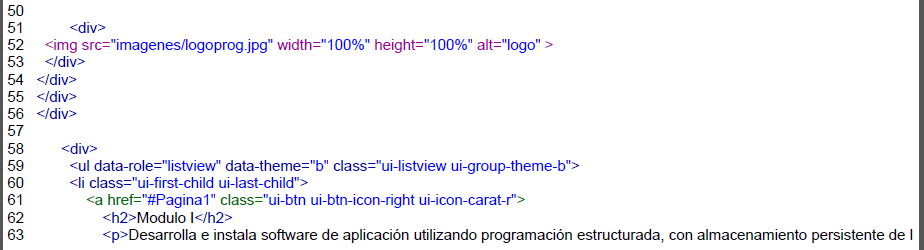 50
51 <div>
52 <img src="imagenes/logoprog.jpg" width="100%" height="100%" alt="logo" >
53 </div>
54 </div>
55 </div>
56 </div>
57
58 <div>
59 <ul data-role="listview" data-theme="b" class="ui-listview ui-group-theme-b">
60 <li class="ui-first-child ui-last-child">
61 <a href="#Pagina1" class="ui-btn ui-btn-icon-right ui-icon-carat-r">
62 <h2>Modulo I</h2>
63 <p>Desarrolla e instala software de aplicación utilizando programación estructurada, con almacenamiento persistente de l